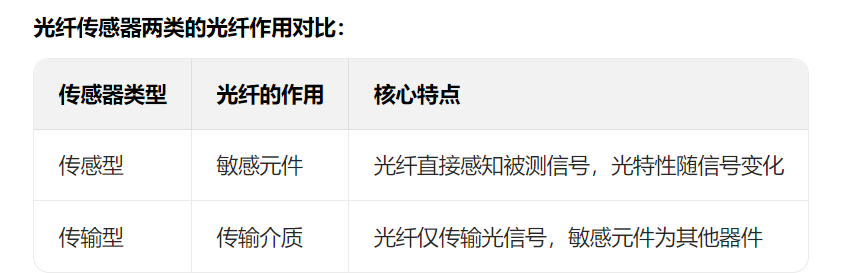 光纤传感器两类的光纤作用对比：
传感器类型 光纤的作用 核心特点
传感型 敏感元件 光纤直接感知被测信号，光特性随信号变化
传输型 传输介质 光纤仅传输光信号，敏感元件为其他器件